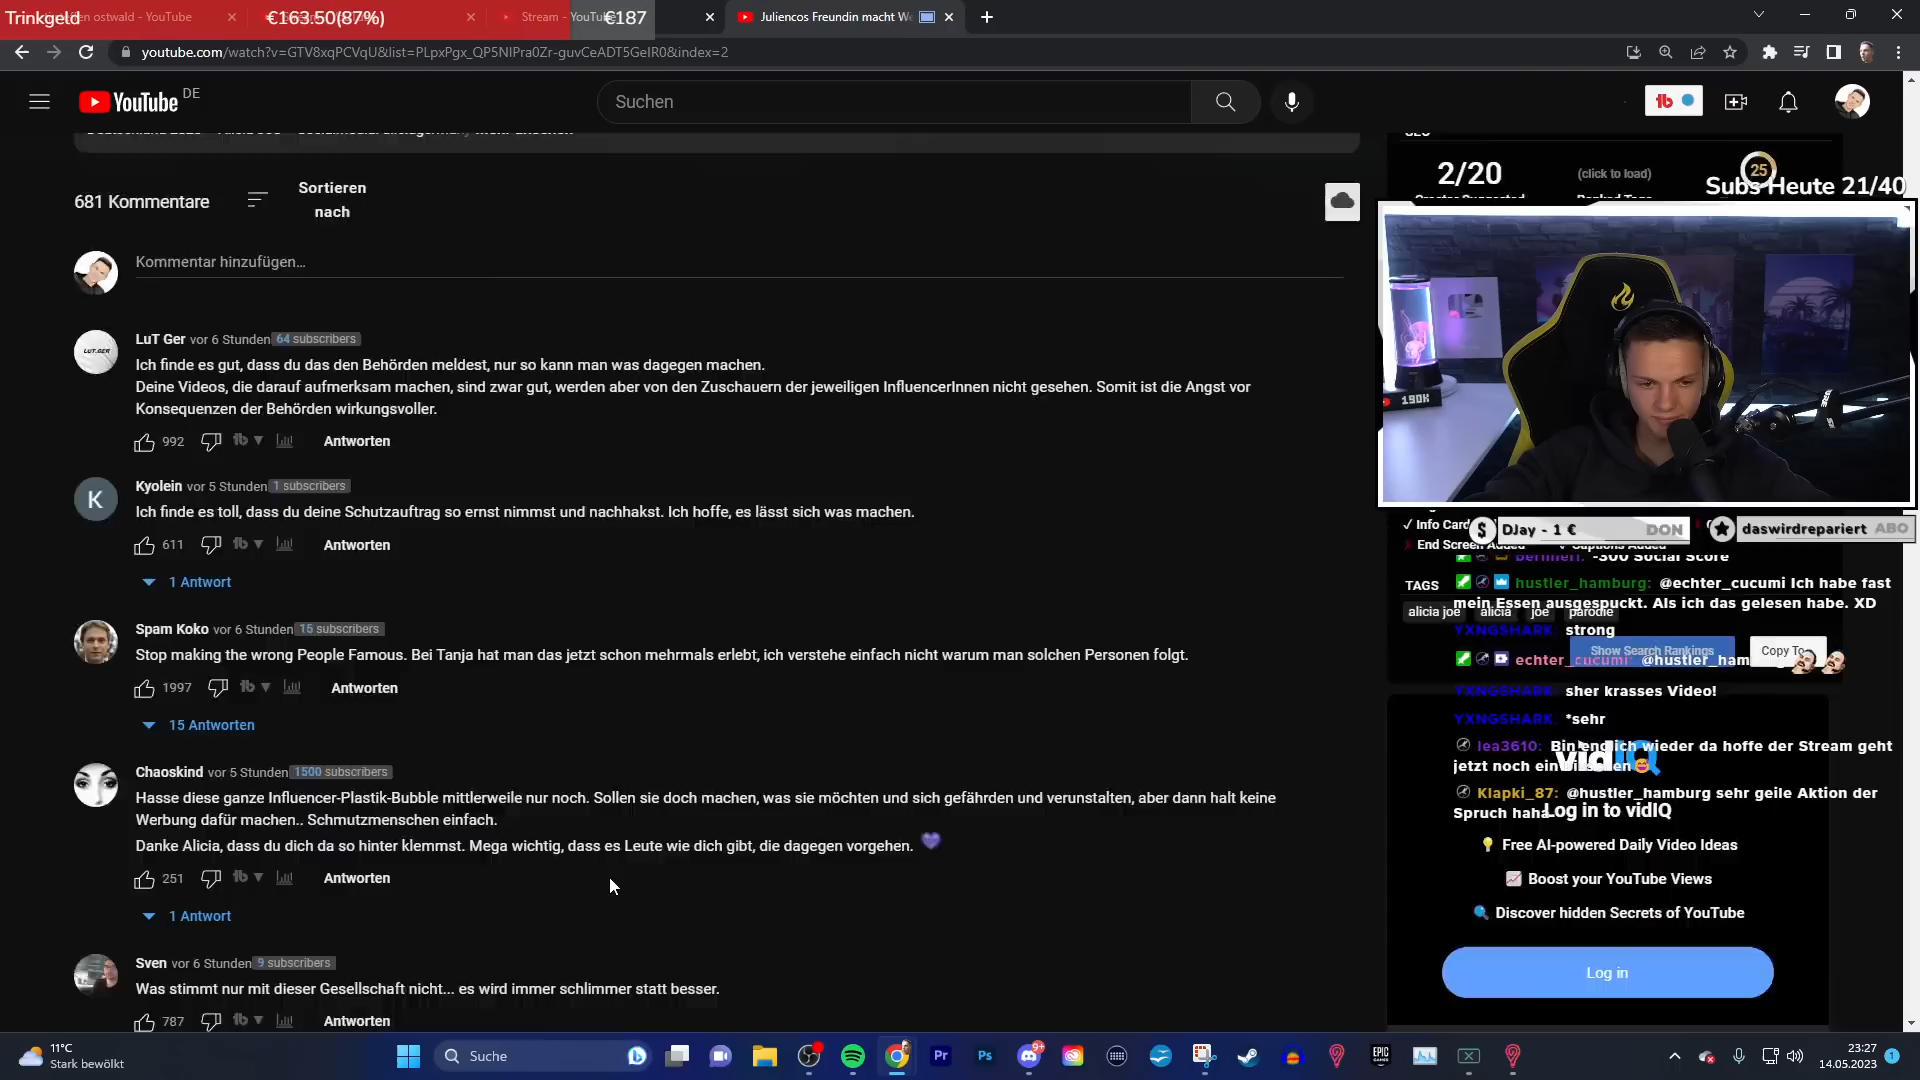 Trinkgeld
€163.50(87%)
ostwald - YouTube
Stream - YouTube
€187
Juliencos Freundin macht We
youtube.com/watch?v=GTV8xqPCVqU&list=PLpxPgx_QP5NIPra0Zr-guvCeADT5GeIR0&index=2
YouTube
DE
Suchen
681 Kommentare
Sortieren
nach
Kommentar hinzufügen...
LuT Ger vor 6 Stunden 64 subscribers
Ich finde es gut, dass du das den Behörden meldest, nur so kann man was dagegen machen.
Deine Videos, die darauf aufmerksam machen, sind zwar gut, werden aber von den Zuschauern der jeweiligen InfluencerInnen nicht gesehen. Somit ist die Angst vor
Konsequenzen der Behörden wirkungsvoller.
992 Antworten
Kyolein vor 5 Stunden 1 subscribers
Ich finde es toll, dass du deine Schutzauftrag so ernst nimmst und nachhakst. Ich hoffe, es lässt sich was machen.
611 Antworten
1 Antwort
Spam Koko vor 6 Stunden 15 subscribers
Stop making the wrong People Famous. Bei Tanja hat man das jetzt schon mehrmals erlebt, ich verstehe einfach nicht warum man solchen Personen folgt.
1997 Antworten
15 Antworten
Chaoskind vor 5 Stunden 1500 subscribers
Hasse diese ganze Influencer-Plastik-Bubble mittlerweile nur noch. Sollen sie doch machen, was sie möchten und sich gefährden und verunstalten, aber dann halt keine
Werbung dafür machen.. Schmutzmenschen einfach.
Danke Alicia, dass du dich da so hinter klemmst. Mega wichtig, dass es Leute wie dich gibt, die dagegen vorgehen.
251 Antworten
1 Antwort
Sven vor 6 Stunden 9 subscribers
Was stimmt nur mit dieser Gesellschaft nicht... es wird immer schlimmer statt besser.
787 Antworten
2/20
(click to load)
25
Subs Heute 21/40
190K
LUT.GER
K
Info Card
DJay - 1 € DON
daswirdrepariert ABO
End Screen Added
Captions Added
-300 Social Score
TAGS
hustler_hamburg: @echter_cucumi Ich habe fast
mein Essen ausgespuckt. Als ich das gelesen habe. XD
alicia joe alicia joe parodie
YXNGSHARK: strong
Show Search Rankings
Copy To
echter_cucumi: @hustler_ham
YXNGSHARK: sher krasses Video!
YXNGSHARK: *sehr
lea3610: Bin endlich wieder da hoffe der Stream geht
jetzt noch ein
vidIQ
Klapki_87: @hustler_hamburg sehr geile Aktion der
Spruch haha
Log in to vidIQ
Free AI-powered Daily Video Ideas
Boost your YouTube Views
Discover hidden Secrets of YouTube
Log in
11°C
Stark bewölkt
Suche
9+
Pr
Ps
EPIC
GAMES
23:27
14.05.2023
1